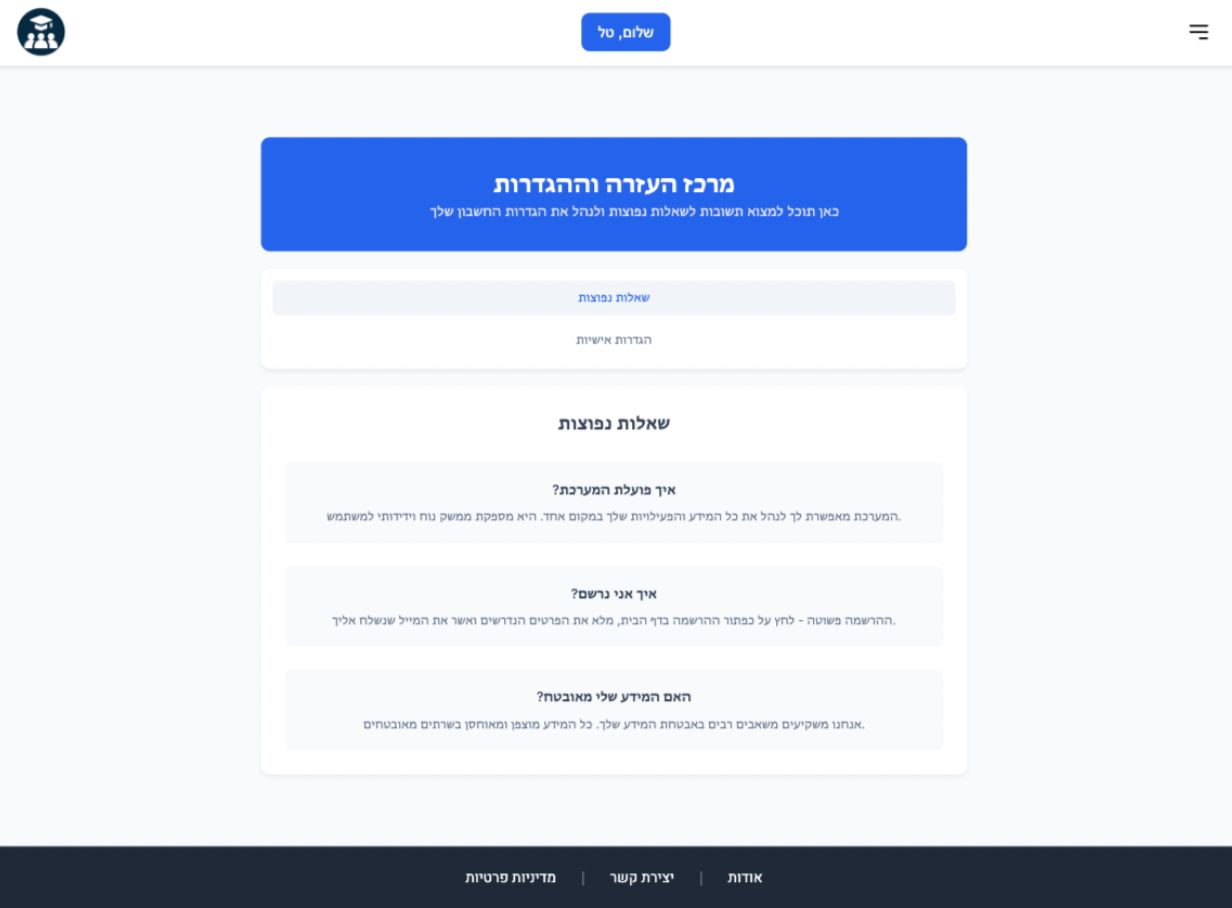 שלום, טל
מרכז העזרה וההגדרות
כאן תוכל למצוא תשובות לשאלות נפוצות ולנהל את הגדרות החשבון שלך
שאלות נפוצות
הגדרות אישיות
שאלות נפוצות
איך פועלת המערכת?
המערכת מאפשרת לך לנהל את כל המידע והפעילויות שלך במקום אחד. היא מספקת ממשק נוח וידידותי למשתמש.
איך אני נרשם?
ההרשמה פשוטה - לחץ על כפתור ההרשמה בדף הבית, מלא את הפרטים הנדרשים ואשר את המייל שנשלח אליך.
האם המידע שלי מאובטח?
אנחנו משקיעים משאבים רבים באבטחת המידע שלך. כל המידע מוצפן ומאוחסן בשרתים מאובטחים.
אודות | יצירת קשר | מדיניות פרטיות